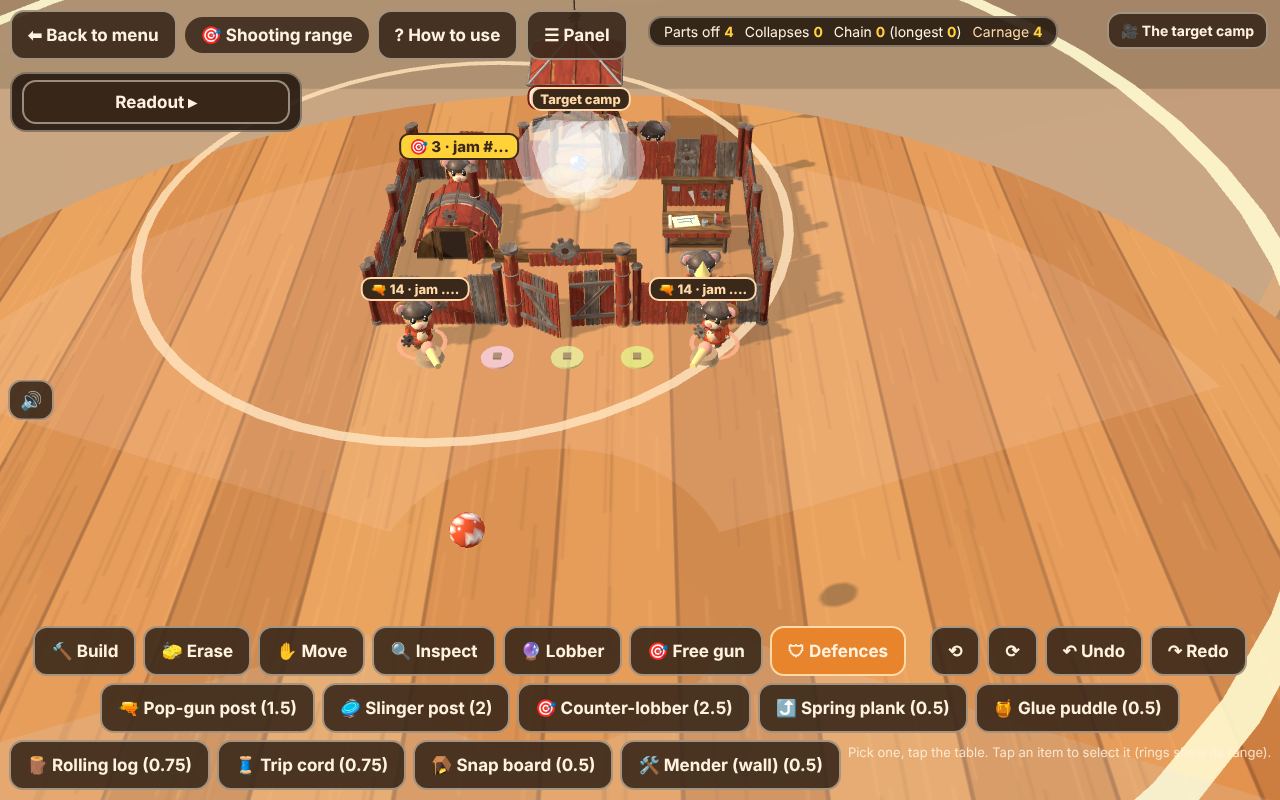 ⬅ Back to menu
🎯 Shooting range
? How to use
☰ Panel
Parts off 4 Collapses 0 Chain 0 (longest 0) Carnage 4
🎥 The target camp
Readout ▸
Target camp
🎯 3 · jam #…
🔫 14 · jam ….
🔫 14 · jam ….
🔊
🔨 Build
🧽 Erase
✋ Move
🔍 Inspect
🔮 Lobber
🎯 Free gun
🛡 Defences
⟲
⟳
↶ Undo
↷ Redo
🔫 Pop-gun post (1.5)
🥏 Slinger post (2)
🎯 Counter-lobber (2.5)
⤴️ Spring plank (0.5)
🍯 Glue puddle (0.5)
🪵 Rolling log (0.75)
🧵 Trip cord (0.75)
🪤 Snap board (0.5)
🛠️ Mender (wall) (0.5)
Pick one, tap the table. Tap an item to select it (rings range).